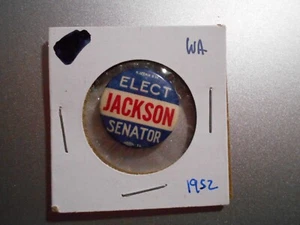 WA
ELECT
JACKSON
SENATOR
1952